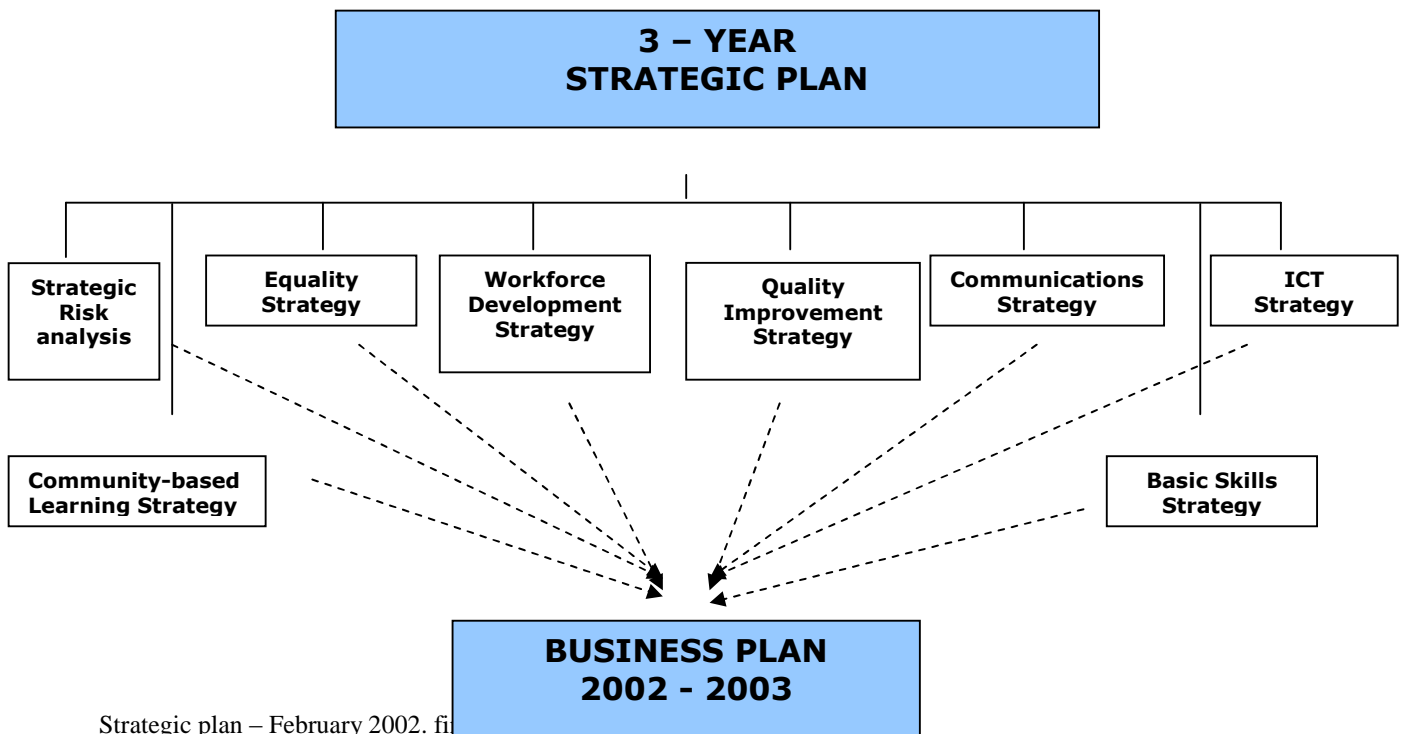 3 – YEAR
STRATEGIC PLAN
Strategic
Risk
analysis
Equality
Strategy
Workforce
Development
Strategy
Quality
Improvement
Strategy
Communications
Strategy
ICT
Strategy
Community-based
Learning Strategy
Basic Skills
Strategy
BUSINESS PLAN
2002 - 2003
Strategic plan – February 2002.